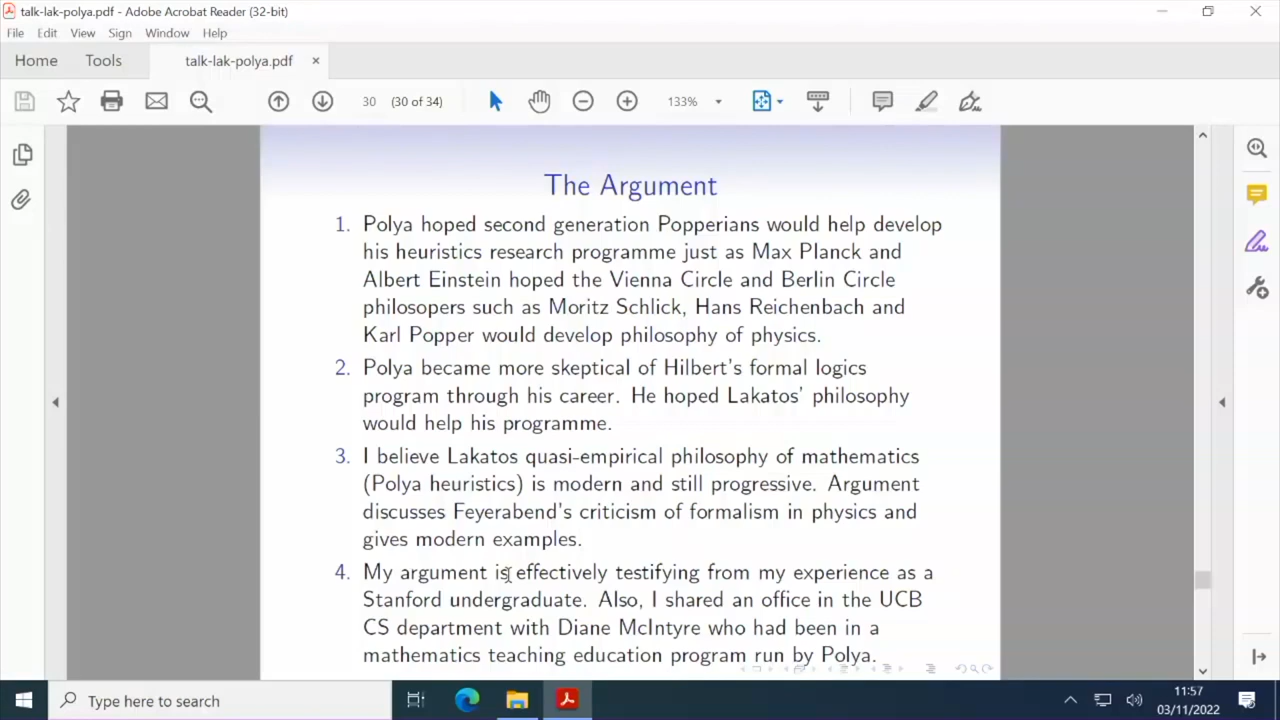 talk-lak-polya.pdf - Adobe Acrobat Reader (32-bit)
File Edit View Sign Window Help
Home Tools talk-lak-polya.pdf ×
30 (30 of 34) 133%
The Argument
1. Polya hoped second generation Popperians would help develop
his heuristics research programme just as Max Planck and
Albert Einstein hoped the Vienna Circle and Berlin Circle
philosopers such as Moritz Schlick, Hans Reichenbach and
Karl Popper would develop philosophy of physics.
2. Polya became more skeptical of Hilbert's formal logics
program through his career. He hoped Lakatos' philosophy
would help his programme.
3. I believe Lakatos quasi-empirical philosophy of mathematics
(Polya heuristics) is modern and still progressive. Argument
discusses Feyerabend's criticism of formalism in physics and
gives modern examples.
4. My argument is effectively testifying from my experience as a
Stanford undergraduate. Also, I shared an office in the UCB
CS department with Diane McIntyre who had been in a
mathematics teaching education program run by Polya.
Type here to search
11:57
03/11/2022